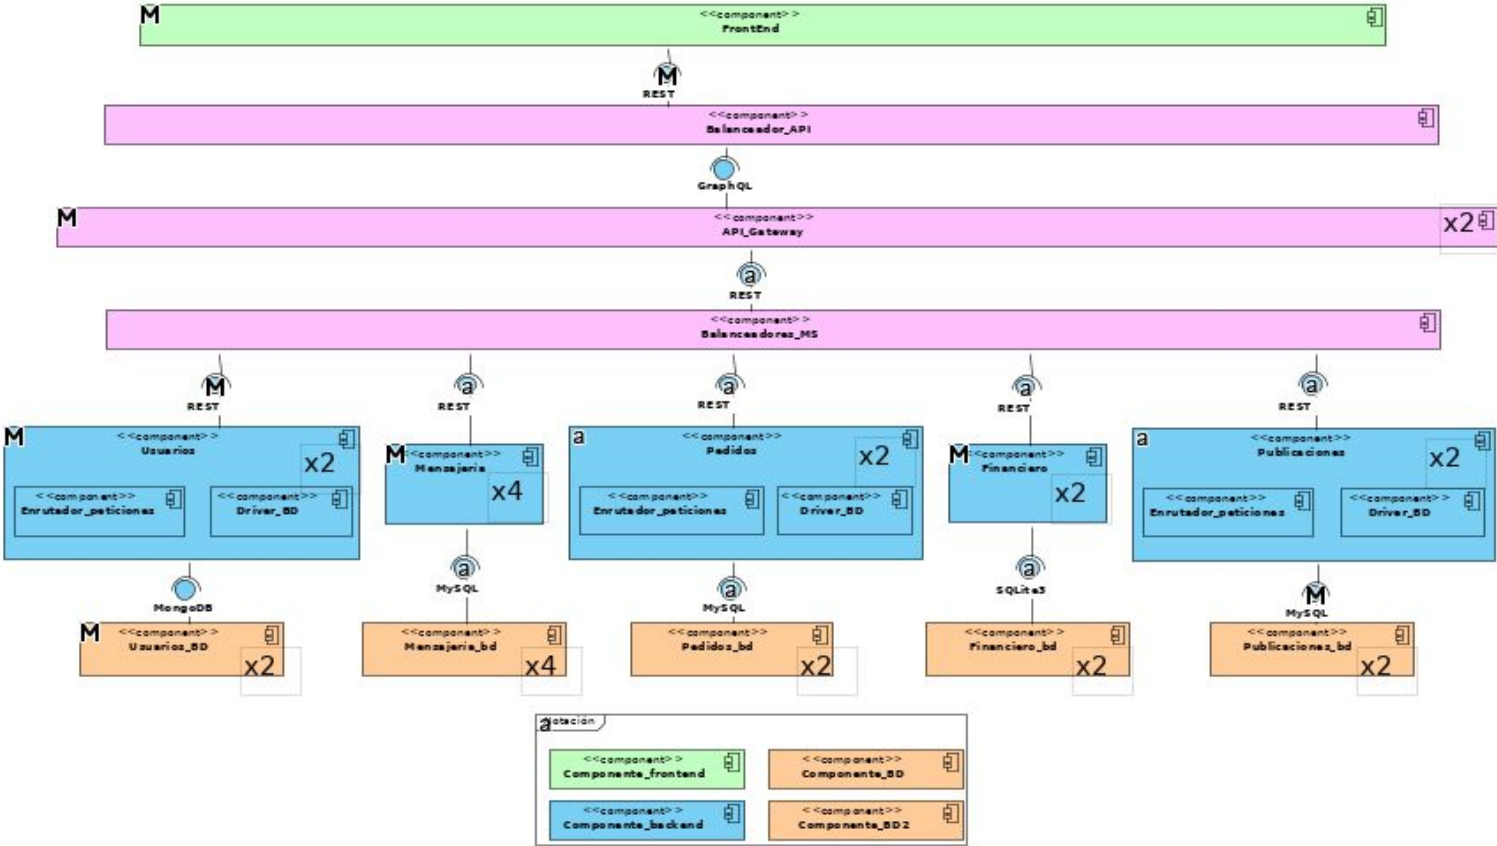 M
<<component>>
FrontEnd
M
REST
<<component>>
Balanceador_API
GraphQL
M
<<component>>
API_Gateway
x2
a
REST
<<component>>
Balanceadores_MS
M
REST
a
REST
a
REST
a
REST
a
REST
M
<<component>>
Usuarios
x2
<<component>>
Enrutador_peticiones
<<component>>
Driver_BD
M
<<component>>
Mensajeria
x4
a
<<component>>
Pedidos
x2
<<component>>
Enrutador_peticiones
<<component>>
Driver_BD
M
<<component>>
Financiero
x2
a
<<component>>
Publicaciones
x2
<<component>>
Enrutador_peticiones
<<component>>
Driver_BD
MongoDB
a
MySQL
a
MySQL
a
SQLite3
M
MySQL
M
<<component>>
Usuarios_BD
x2
<<component>>
Mensajeria_bd
x4
<<component>>
Pedidos_bd
x2
<<component>>
Financiero_bd
x2
<<component>>
Publicaciones_bd
x2
a
Notación
<<component>>
Componente_frontend
<<component>>
Componente_BD
<<component>>
Componente_backend
<<component>>
Componente_BD2